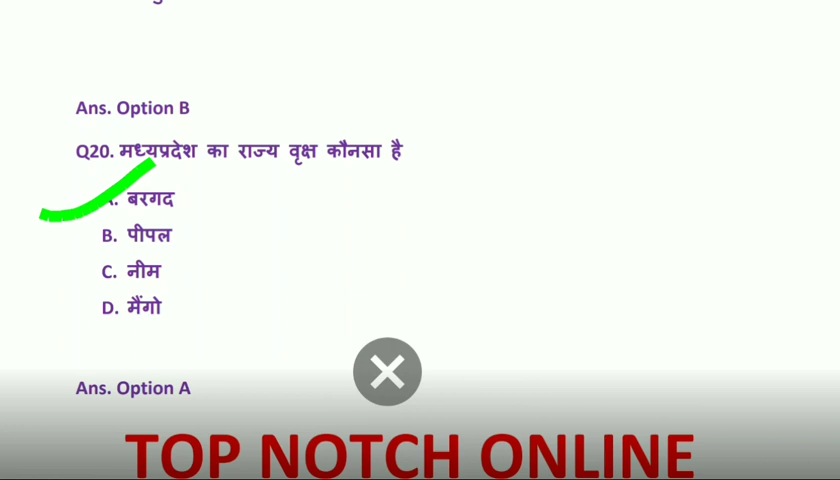 Ans. Option B
Q20. मध्यप्रदेश का राज्य वृक्ष कौनसा है
A. बरगद
B. पीपल
C. नीम
D. मैंगो
Ans. Option A
TOP NOTCH ONLINE